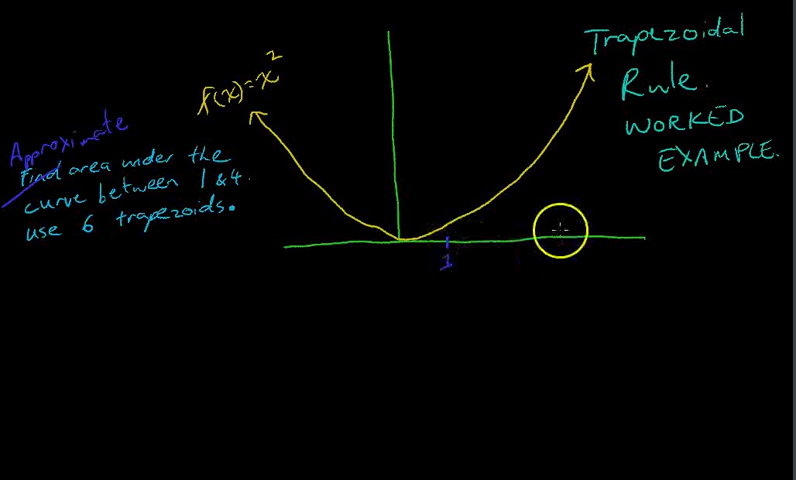 f(x)=x²
Trapezoidal
Rule.
WORKED
EXAMPLE.
Approximate
Find area under the
curve between 1 & 4.
use 6 trapezoids.
1